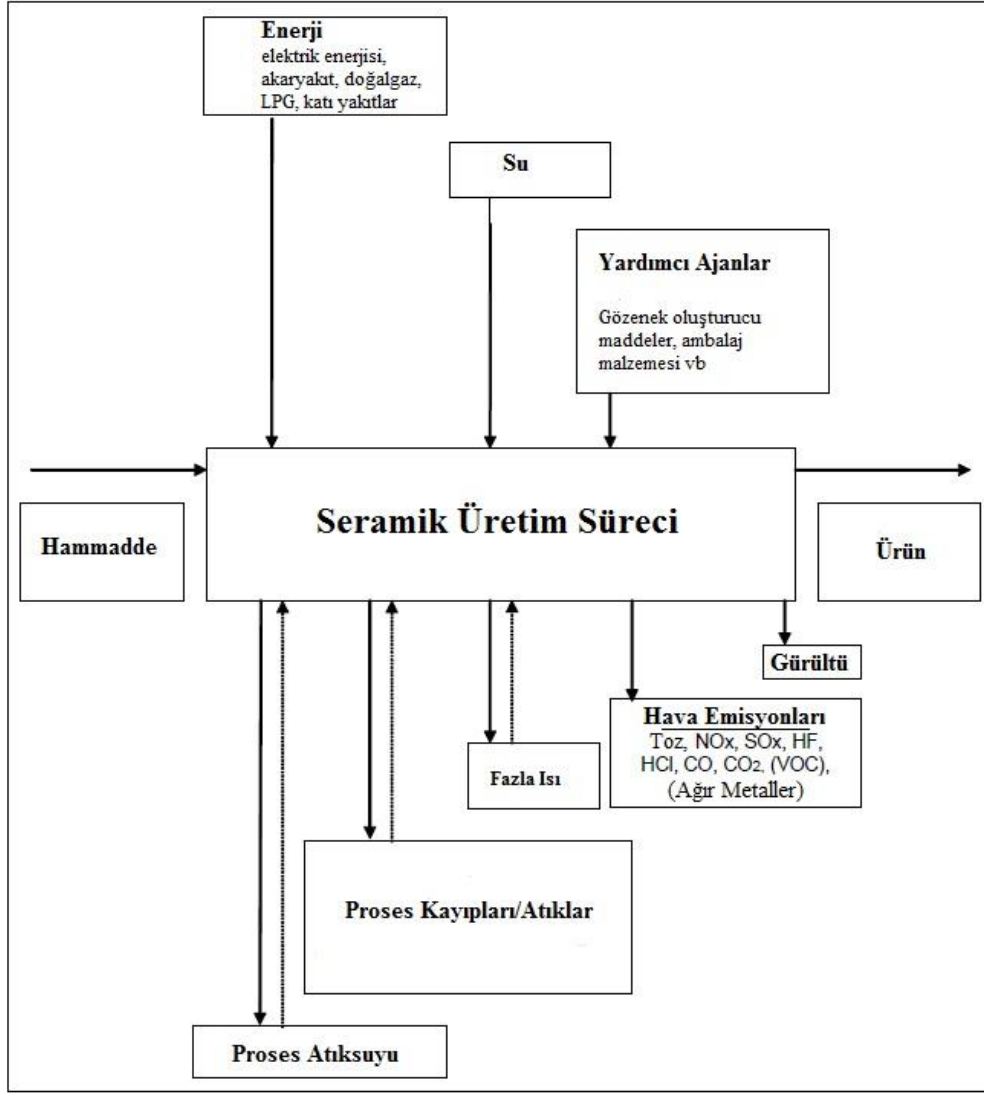 Enerji
elektrik enerjisi,
akaryakıt, doğalgaz,
LPG, katı yakıtlar
Su
Yardımcı Ajanlar
Gözenek oluşturucu
maddeler, ambalaj
malzemesi vb
Hammadde
Seramik Üretim Süreci
Ürün
Gürültü
Hava Emisyonları
Toz, NOx, SOx, HF,
HCl, CO, CO2, (VOC),
(Ağır Metaller)
Fazla Isı
Proses Kayıpları/Atıklar
Proses Atıksuyu